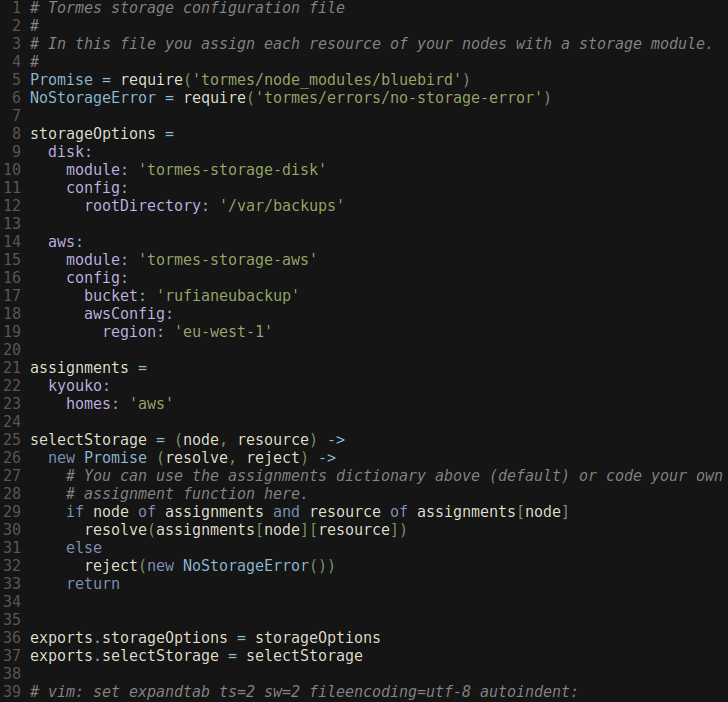 1 # Tormes storage configuration file
2 #
3 # In this file you assign each resource of your nodes with a storage module.
4 #
5 Promise = require('tormes/node_modules/bluebird')
6 NoStorageError = require('tormes/errors/no-storage-error')
7
8 storageOptions =
9   disk:
10     module: 'tormes-storage-disk'
11     config:
12       rootDirectory: '/var/backups'
13
14   aws:
15     module: 'tormes-storage-aws'
16     config:
17       bucket: 'rufianeubackup'
18       awsConfig:
19         region: 'eu-west-1'
20
21 assignments =
22   kyouko:
23     homes: 'aws'
24
25 selectStorage = (node, resource) ->
26   new Promise (resolve, reject) ->
27     # You can use the assignments dictionary above (default) or code your own
28     # assignment function here.
29     if node of assignments and resource of assignments[node]
30       resolve(assignments[node][resource])
31     else
32       reject(new NoStorageError())
33     return
34
35
36 exports.storageOptions = storageOptions
37 exports.selectStorage = selectStorage
38
39 # vim: set expandtab ts=2 sw=2 fileencoding=utf-8 autoindent: